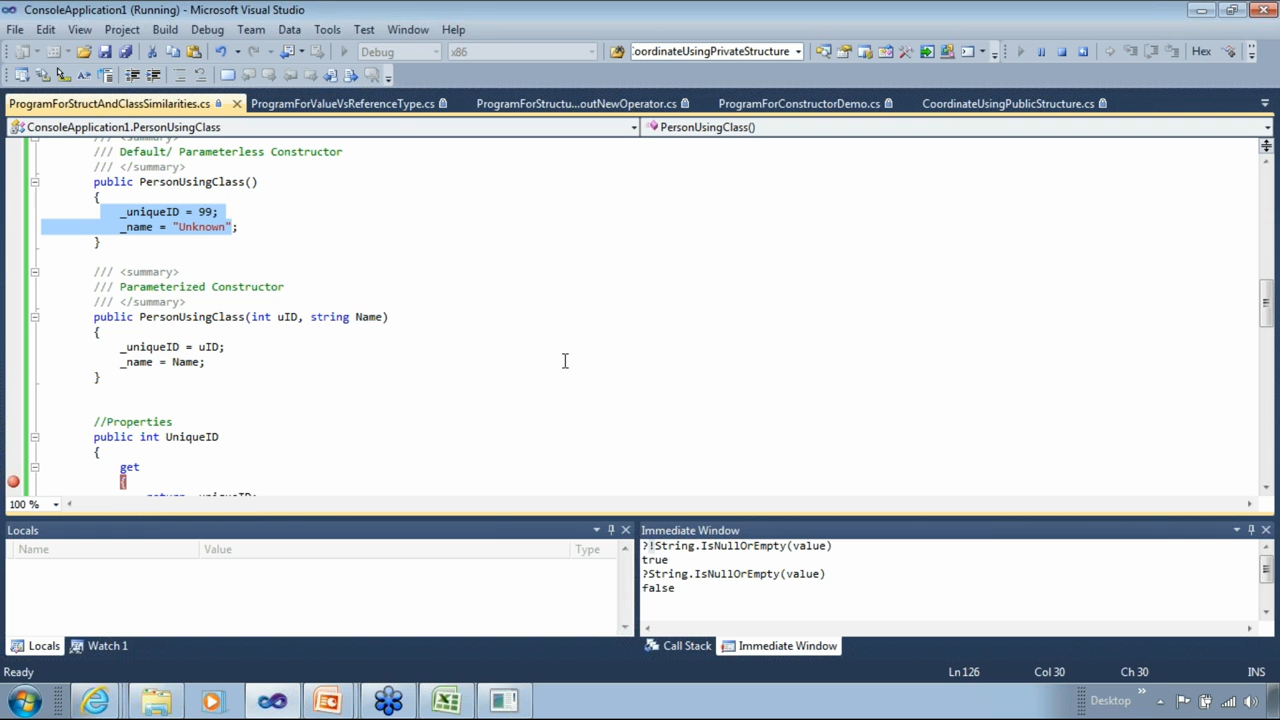 ConsoleApplication1 (Running) - Microsoft Visual Studio
File Edit View Project Build Debug Team Data Tools Test Window Help
Debug x86 oordinateUsingPrivateStructure Hex
ProgramForStructAndClassSimilarities.cs ProgramForValueVsReferenceType.cs ProgramForStructu...outNewOperator.cs ProgramForConstructorDemo.cs CoordinateUsingPublicStructure.cs
ConsoleApplication1.PersonUsingClass PersonUsingClass()
/// <summary>
/// Default/ Parameterless Constructor
/// </summary>
public PersonUsingClass()
{
_uniqueID = 99;
_name = "Unknown";
}
/// <summary>
/// Parameterized Constructor
/// </summary>
public PersonUsingClass(int uID, string Name)
{
_uniqueID = uID;
_name = Name;
}
//Properties
public int UniqueID
{
get
{
return _uniqueID;
100 %
Locals
Name Value Type
Immediate Window
?!String.IsNullOrEmpty(value)
true
?String.IsNullOrEmpty(value)
false
Locals Watch 1
Call Stack Immediate Window
Ready Ln 126 Col 30 Ch 30 INS
Desktop